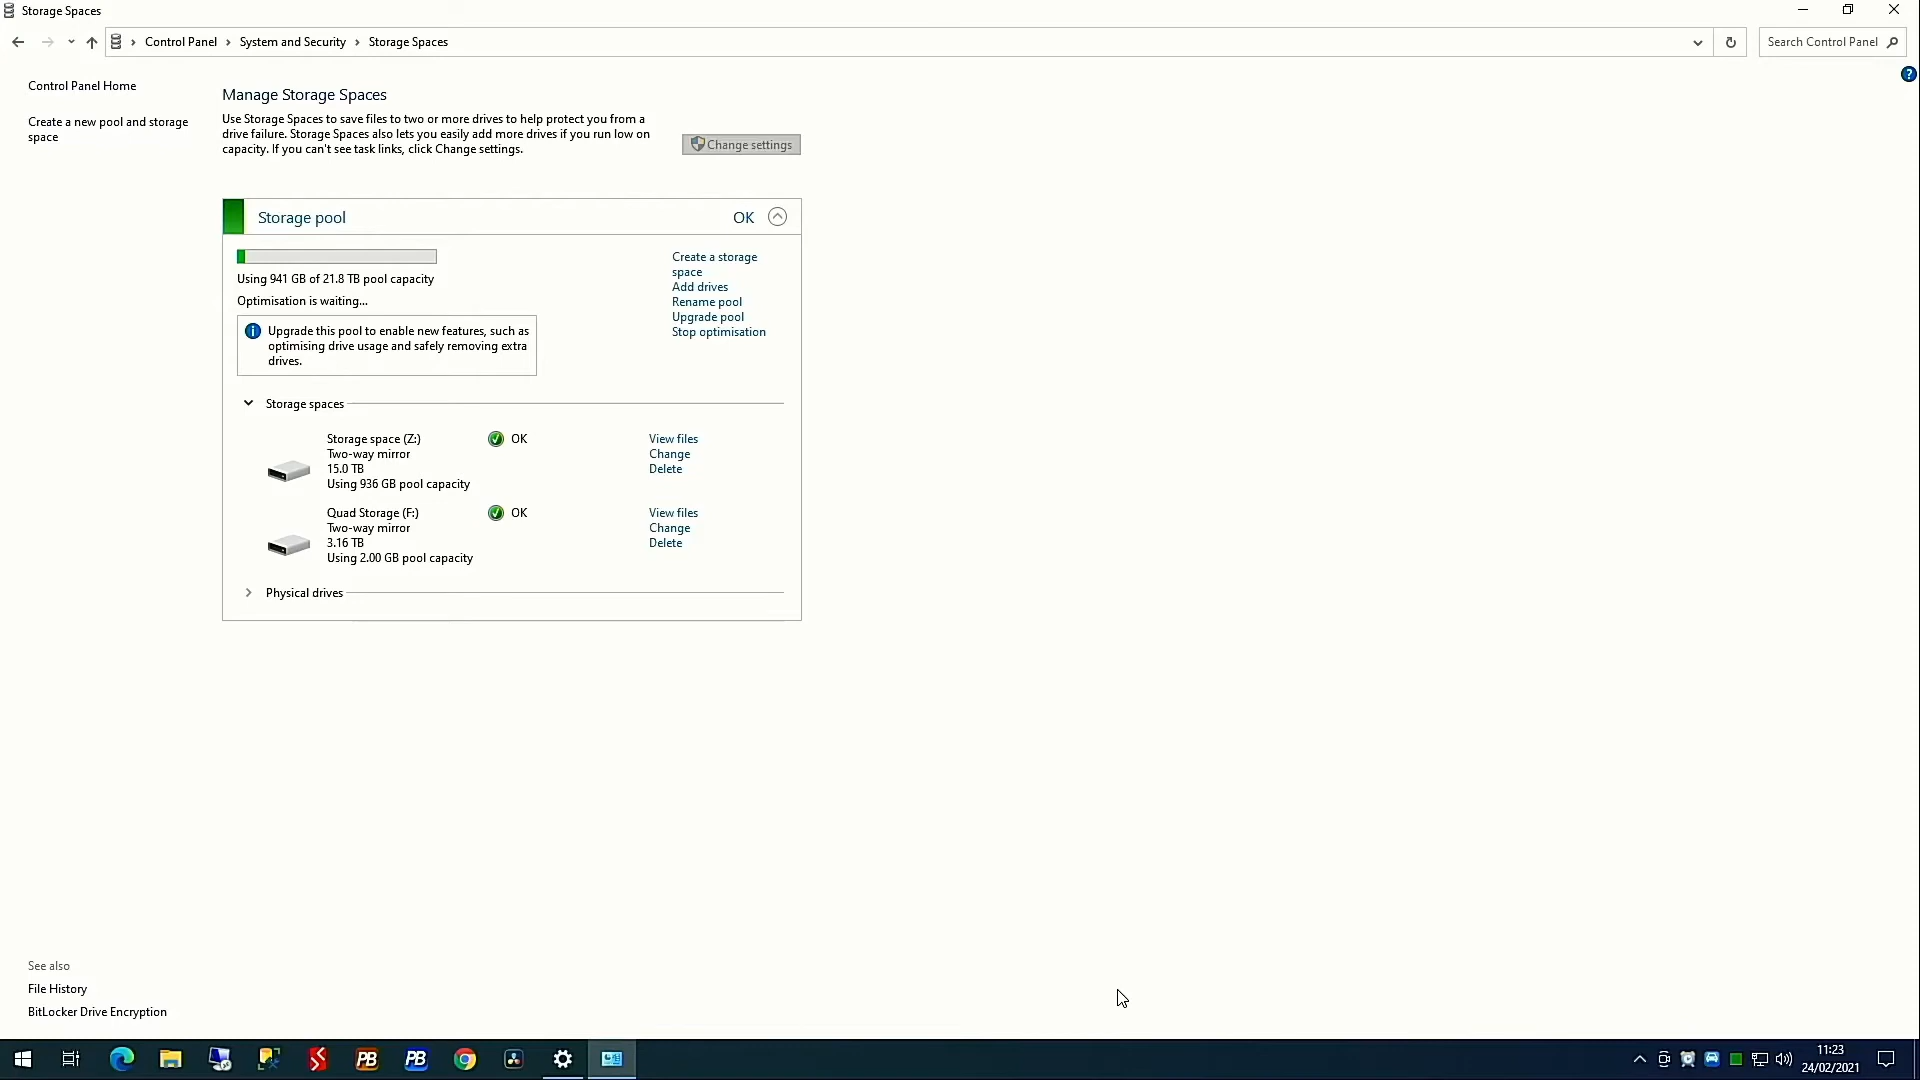 Storage Spaces
Control Panel > System and Security > Storage Spaces
Search Control Panel
?
Control Panel Home
Create a new pool and storage
space
Manage Storage Spaces
Use Storage Spaces to save files to two or more drives to help protect you from a
drive failure. Storage Spaces also lets you easily add more drives if you run low on
capacity. If you can't see task links, click Change settings.
Change settings
Storage pool
OK
Using 941 GB of 21.8 TB pool capacity
Optimisation is waiting...
Upgrade this pool to enable new features, such as
optimising drive usage and safely removing extra
drives.
Create a storage
space
Add drives
Rename pool
Upgrade pool
Stop optimisation
Storage spaces
Storage space (Z:)
Two-way mirror
15.0 TB
Using 936 GB pool capacity
OK
View files
Change
Delete
Quad Storage (F:)
Two-way mirror
3.16 TB
Using 2.00 GB pool capacity
OK
View files
Change
Delete
Physical drives
See also
File History
BitLocker Drive Encryption
PB
PB
11:23
24/02/2021